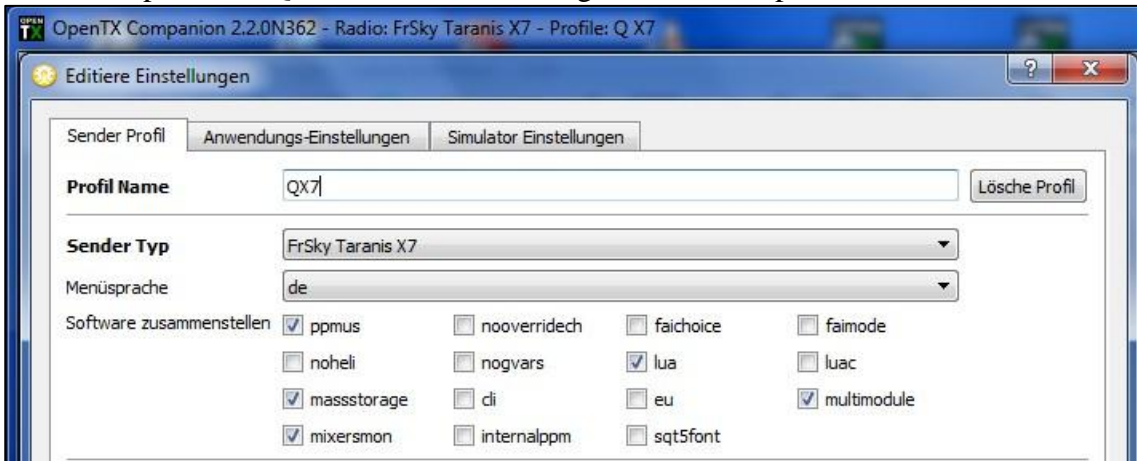 OPEN TX OpenTX Companion 2.2.0N362 - Radio: FrSky Taranis X7 - Profile: Q X7
Editiere Einstellungen ? X
Sender Profil Anwendungs-Einstellungen Simulator Einstellungen
Profil Name QX7 Lösche Profil
Sender Typ FrSky Taranis X7
Menüsprache de
Software zusammenstellen ppmus nooverridech faichoice faimode
noheli nogvars lua luac
massstorage cli eu multimodule
mixersmon internalppm sqt5font